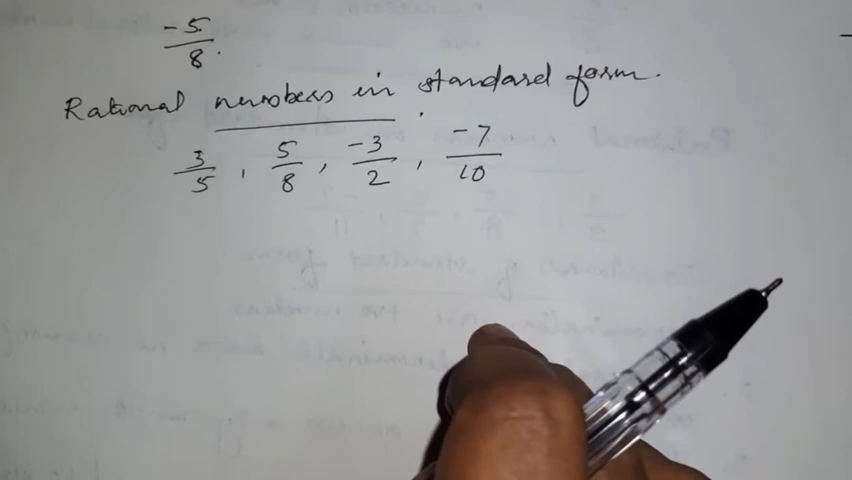 -5/8.
Rational numbers in standard form.
3/5, 5/8, -3/2, -7/10